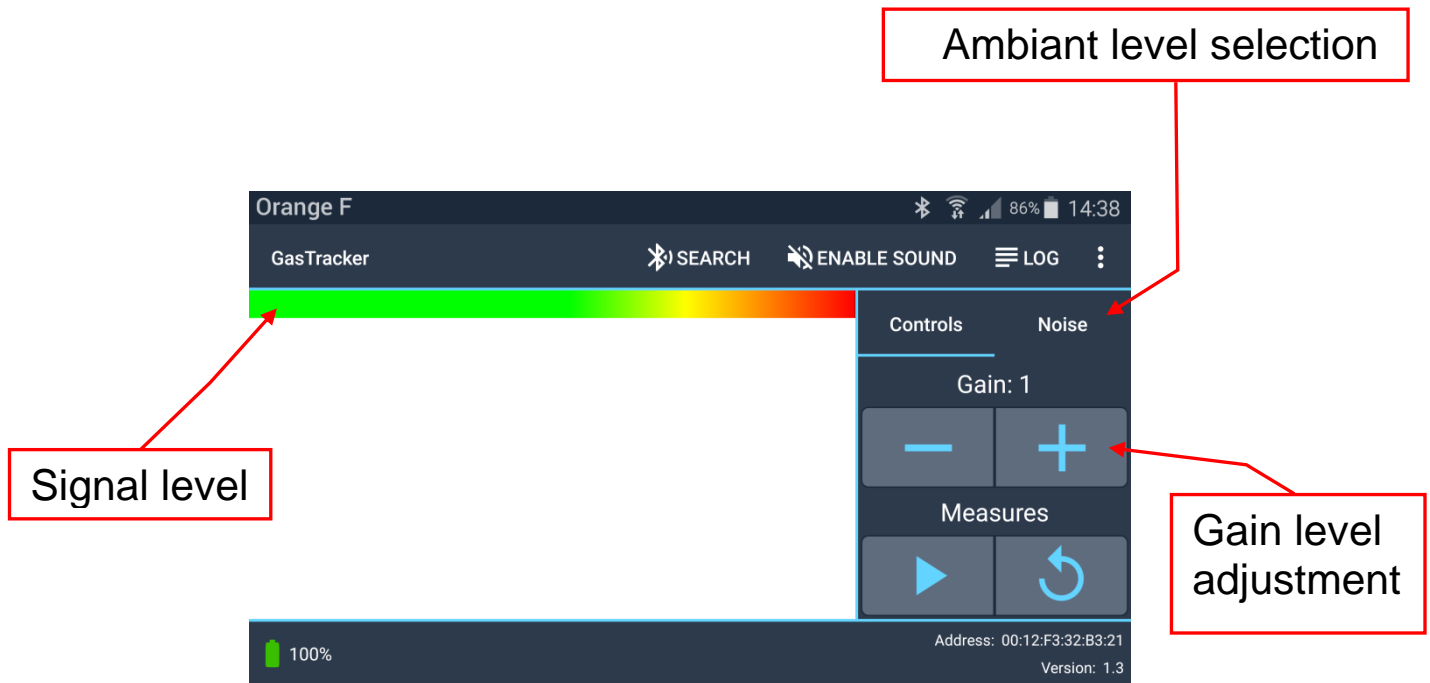 Ambiant level selection
Orange F
86% 14:38
GasTracker
SEARCH
ENABLE SOUND
LOG
Controls
Noise
Gain: 1
Signal level
Measures
Gain level
adjustment
100%
Address: 00:12:F3:32:B3:21
Version: 1.3